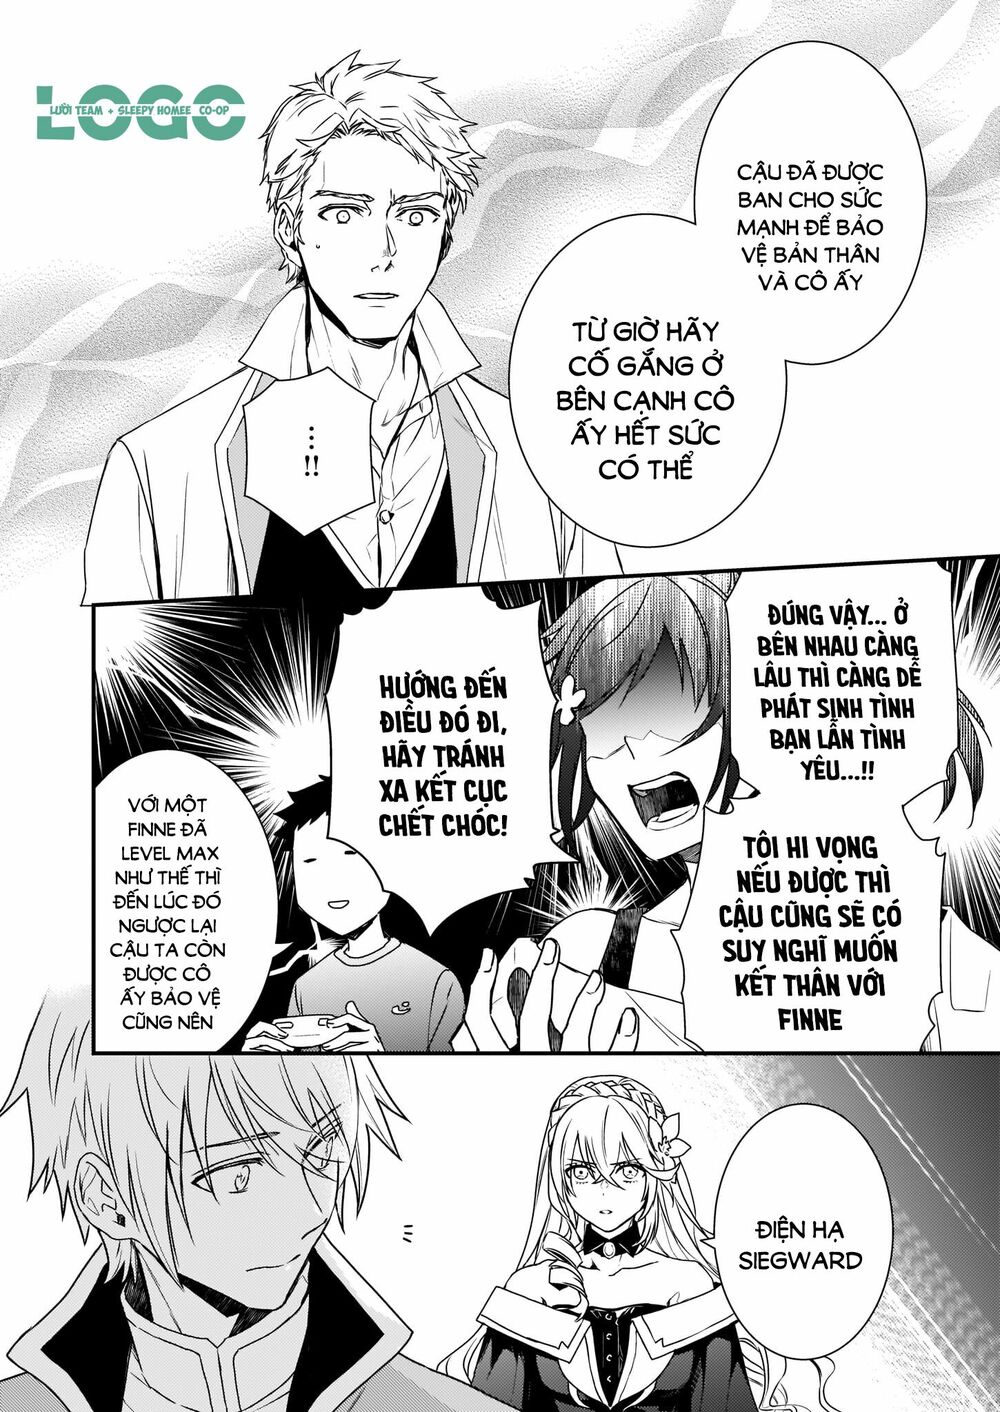 LOGO
LƯỜI TEAM + SLEEPY HOMEE CO-OP
CẬU ĐÃ ĐƯỢC
BAN CHO SỨC
MẠNH ĐỂ BẢO
VỆ BẢN THÂN
VÀ CÔ ẤY
TỪ GIỜ HÃY
CỐ GẮNG Ở
BÊN CẠNH CÔ
ẤY HẾT SỨC
CÓ THỂ
...!!
ĐÚNG VẬY... Ở
BÊN NHAU CÀNG
LÂU THÌ CÀNG DỄ
PHÁT SINH TÌNH
BẠN LẪN TÌNH
YÊU...!!
TÔI HI VỌNG
NẾU ĐƯỢC THÌ
CẬU CŨNG SẼ CÓ
SUY NGHĨ MUỐN
KẾT THÂN VỚI
FINNE
HƯỚNG ĐẾN
ĐIỀU ĐÓ ĐI,
HÃY TRÁNH
XA KẾT CỤC
CHẾT CHÓC!
VỚI MỘT
FINNE ĐÃ
LEVEL MAX
NHƯ THẾ THÌ
ĐẾN LÚC ĐÓ
NGƯỢC LẠI
CẬU TA CÒN
ĐƯỢC CÔ
ẤY BẢO VỆ
CŨNG NÊN
ĐIỆN HẠ
SIEGWARD